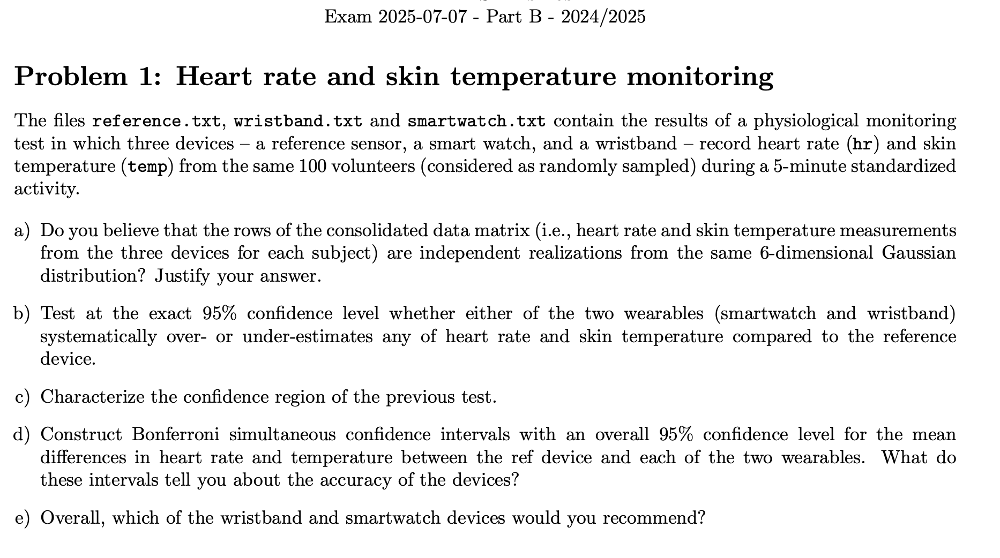 Exam 2025-07-07 - Part B - 2024/2025
Problem 1: Heart rate and skin temperature monitoring
The files reference.txt, wristband.txt and smartwatch.txt contain the results of a physiological monitoring
test in which three devices – a reference sensor, a smart watch, and a wristband – record heart rate (hr) and skin
temperature (temp) from the same 100 volunteers (considered as randomly sampled) during a 5-minute standardized
activity.
a) Do you believe that the rows of the consolidated data matrix (i.e., heart rate and skin temperature measurements
from the three devices for each subject) are independent realizations from the same 6-dimensional Gaussian
distribution? Justify your answer.
b) Test at the exact 95% confidence level whether either of the two wearables (smartwatch and wristband)
systematically over- or under-estimates any of heart rate and skin temperature compared to the reference
device.
c) Characterize the confidence region of the previous test.
d) Construct Bonferroni simultaneous confidence intervals with an overall 95% confidence level for the mean
differences in heart rate and temperature between the ref device and each of the two wearables. What do
these intervals tell you about the accuracy of the devices?
e) Overall, which of the wristband and smartwatch devices would you recommend?